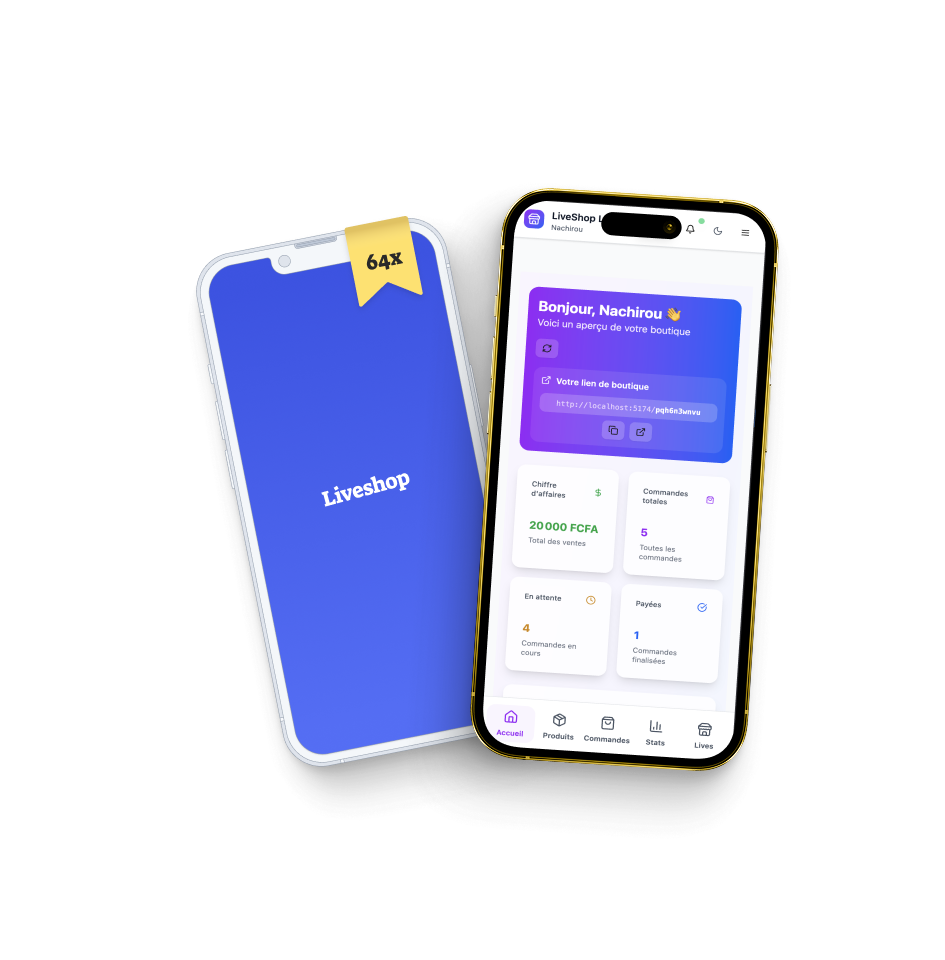 64x
Liveshop
LiveShop L
Nachirou
Bonjour, Nachirou 👋
Voici un aperçu de votre boutique
Votre lien de boutique
http://localhost:5174/pqh6n3wnvu
Chiffre
d'affaires
20 000 FCFA
Total des ventes
Commandes
totales
5
Toutes les
commandes
En attente
4
Commandes en
cours
Payées
1
Commandes
finalisées
Accueil
Produits
Commandes
Stats
Lives